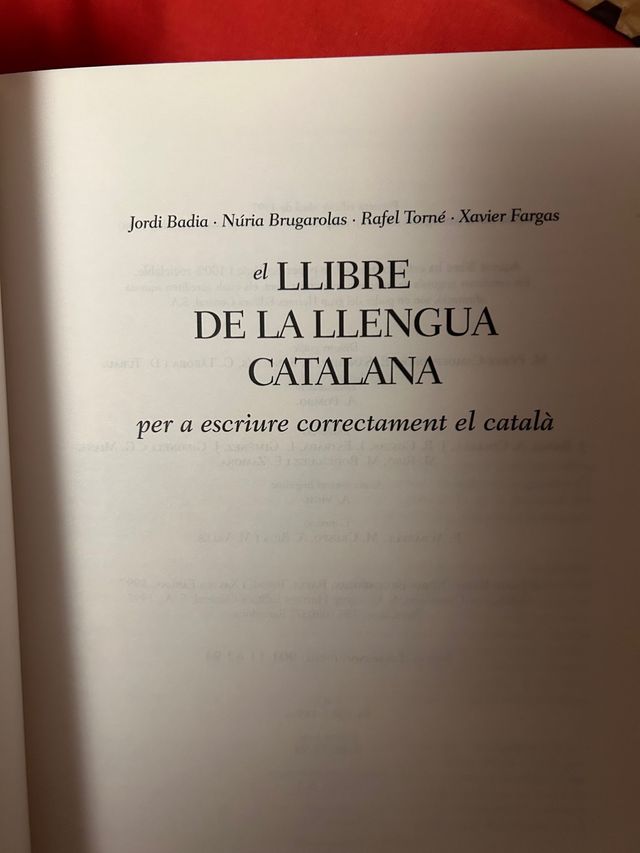 Jordi Badia · Núria Brugarolas · Rafel Torné · Xavier Fargas
el LLIBRE
DE LA LLENGUA
CATALANA
per a escriure correctament el català